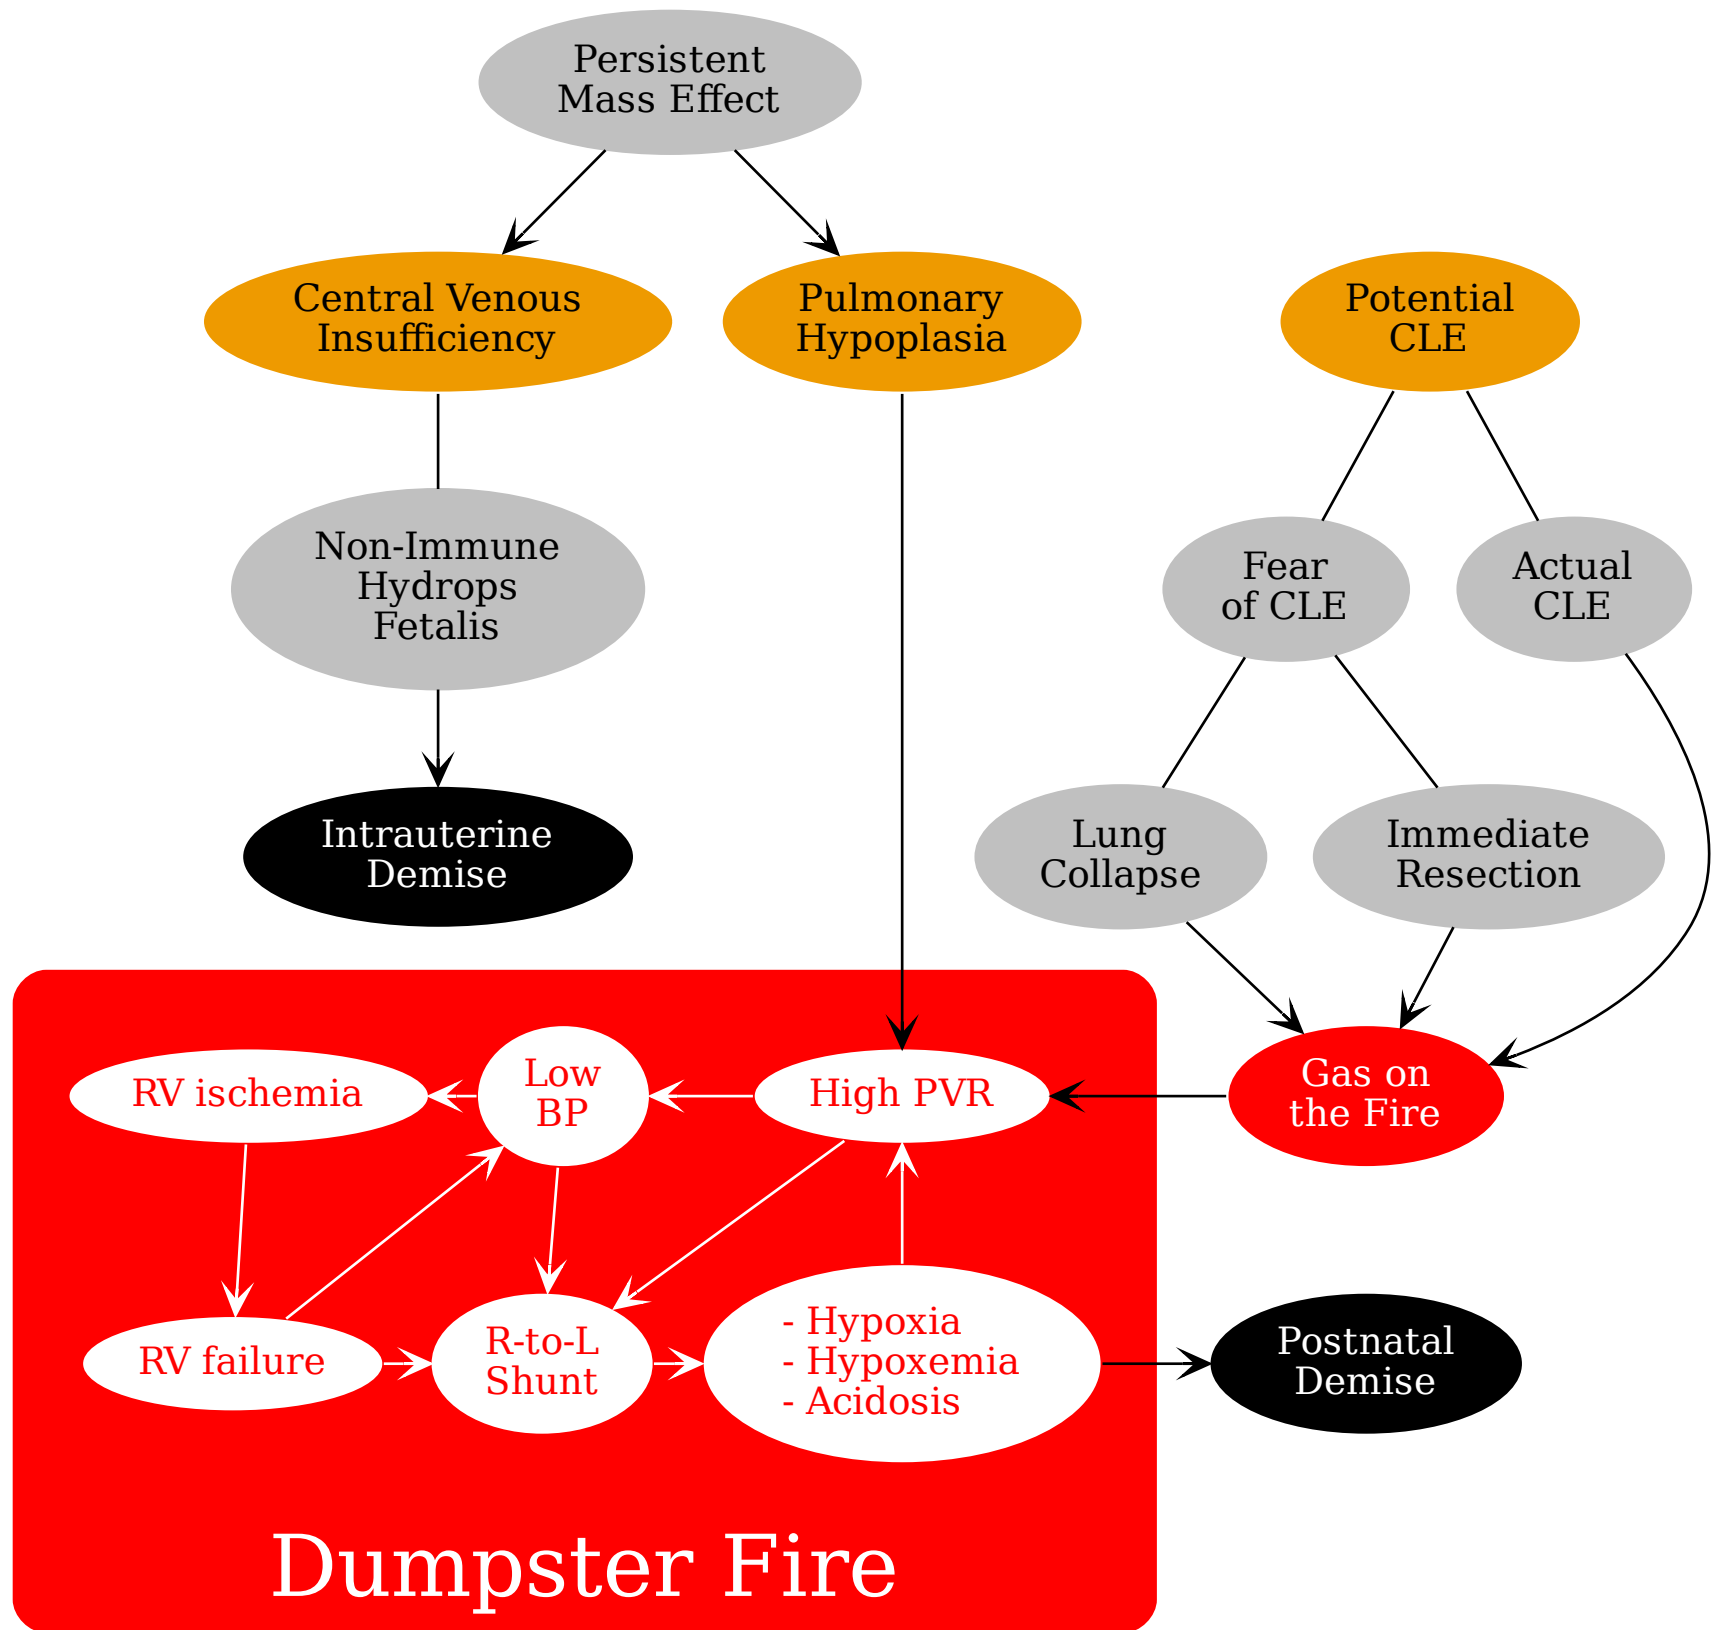 Persistent
Mass Effect
Central Venous
Insufficiency
Pulmonary
Hypoplasia
Potential
CLE
Non-Immune
Hydrops
Fetalis
Fear
of CLE
Actual
CLE
Intrauterine
Demise
Lung
Collapse
Immediate
Resection
RV ischemia
Low
BP
High PVR
Gas on
the Fire
RV failure
R-to-L
Shunt
- Hypoxia
- Hypoxemia
- Acidosis
Postnatal
Demise
Dumpster Fire